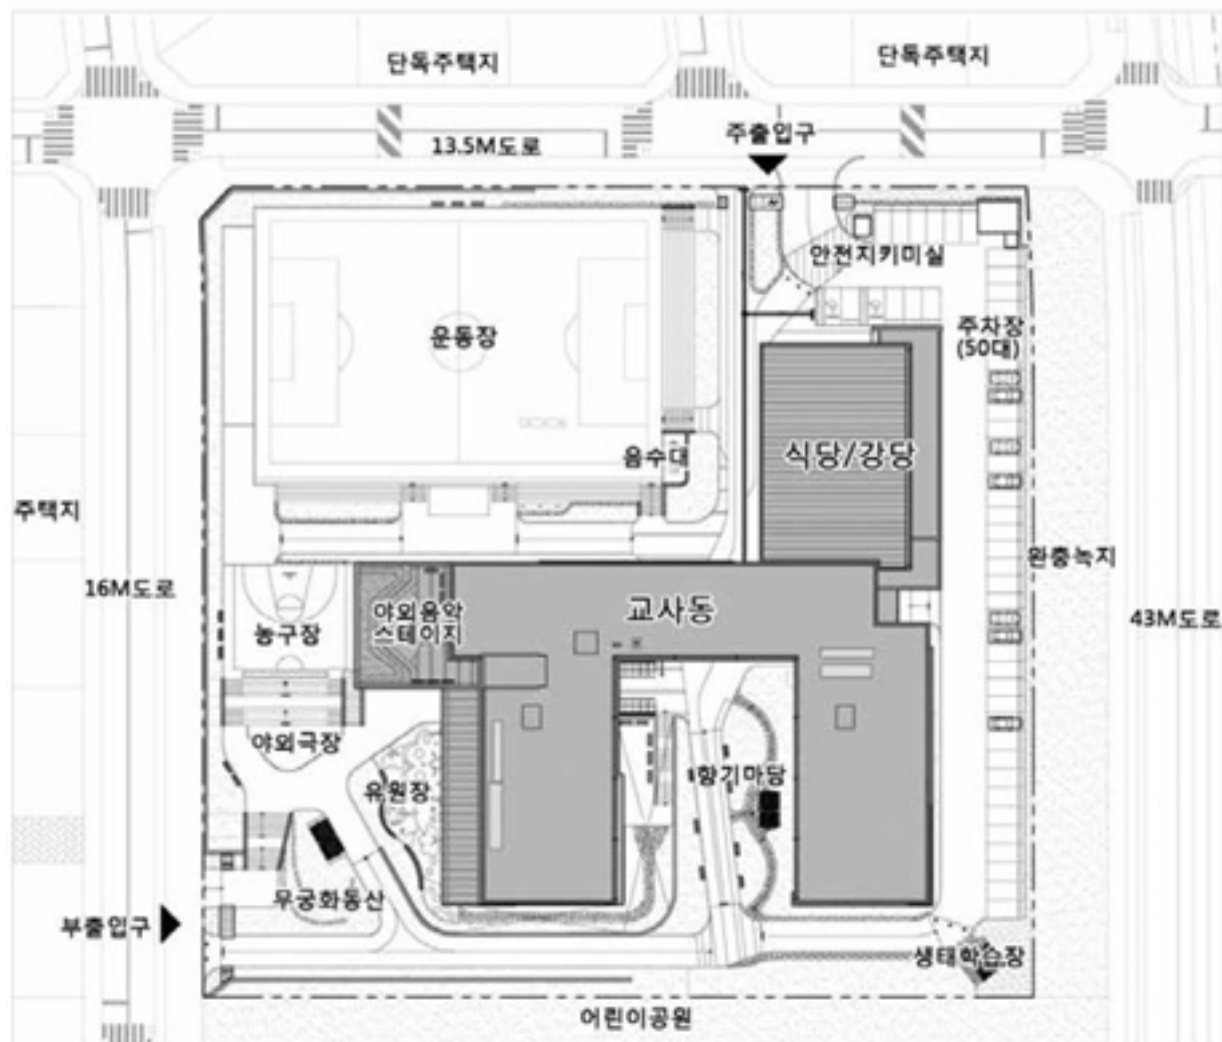 단독주택지
단독주택지
주출입구
13.5M도로
43M도로
안전지키미실
운동장
주차장
(50대)
음수대
식당/강당
주택지
완충녹지
16M도로
야외음악
스테이지
교사동
농구장
43M도로
야외극장
향기마당
유원장
무궁화동산
부출입구
생태학습장
어린이공원